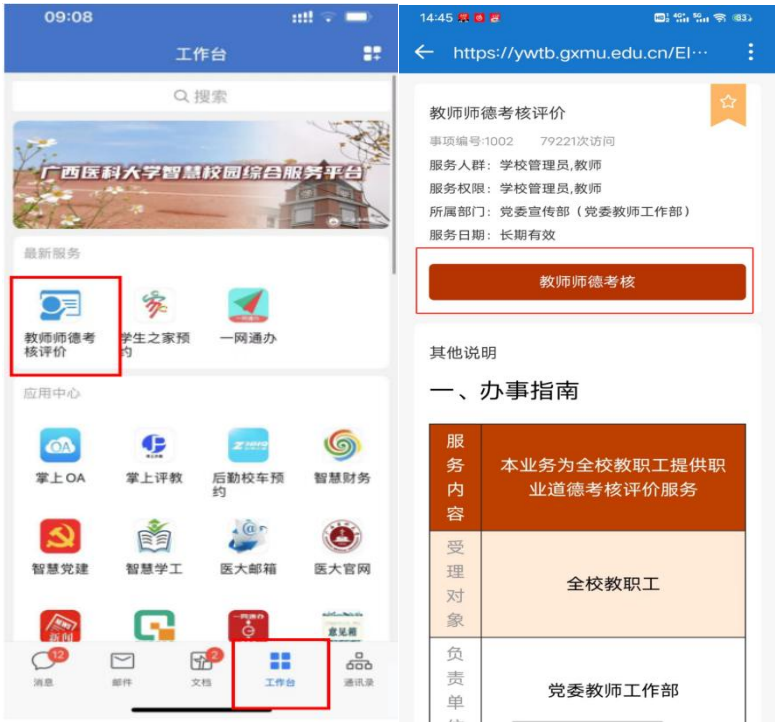 09:08
工作台
搜索
广西医科大学智慧校园综合服务平台
最新服务
教师师德考
核评价
学生之家预
约
一网通办
应用中心
OA
掌上OA
掌上评教
后勤校车预
约
智慧财务
智慧党建
智慧学工
医大邮箱
医大官网
NEWS
新闻
一网通办
意见箱
12
2
消息
邮件
文档
工作台
通讯录
14:45
https://ywtb.gxmu.edu.cn/EI…
教师师德考核评价
事项编号:1002 79221次访问
服务人群：学校管理员,教师
服务权限：学校管理员,教师
所属部门：党委宣传部（党委教师工作部）
服务日期：长期有效
教师师德考核
其他说明
一、办事指南
服务内容
本业务为全校教职工提供职
业道德考核评价服务
受理对象
全校教职工
负责单
党委教师工作部